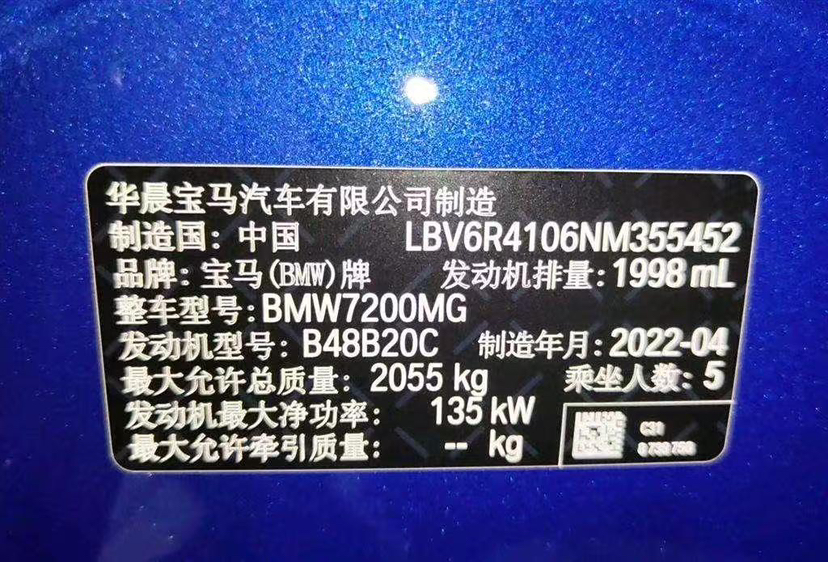 华晨宝马汽车有限公司制造
制造国: 中国 LBV6R4106NM355452
品牌: 宝马(BMW)牌 发动机排量: 1998 mL
整车型号: BMW7200MG
发动机型号: B48B20C 制造年月: 2022-04
最大允许总质量: 2055 kg 乘坐人数: 5
发动机最大净功率: 135 kW
最大允许牵引质量: -- kg